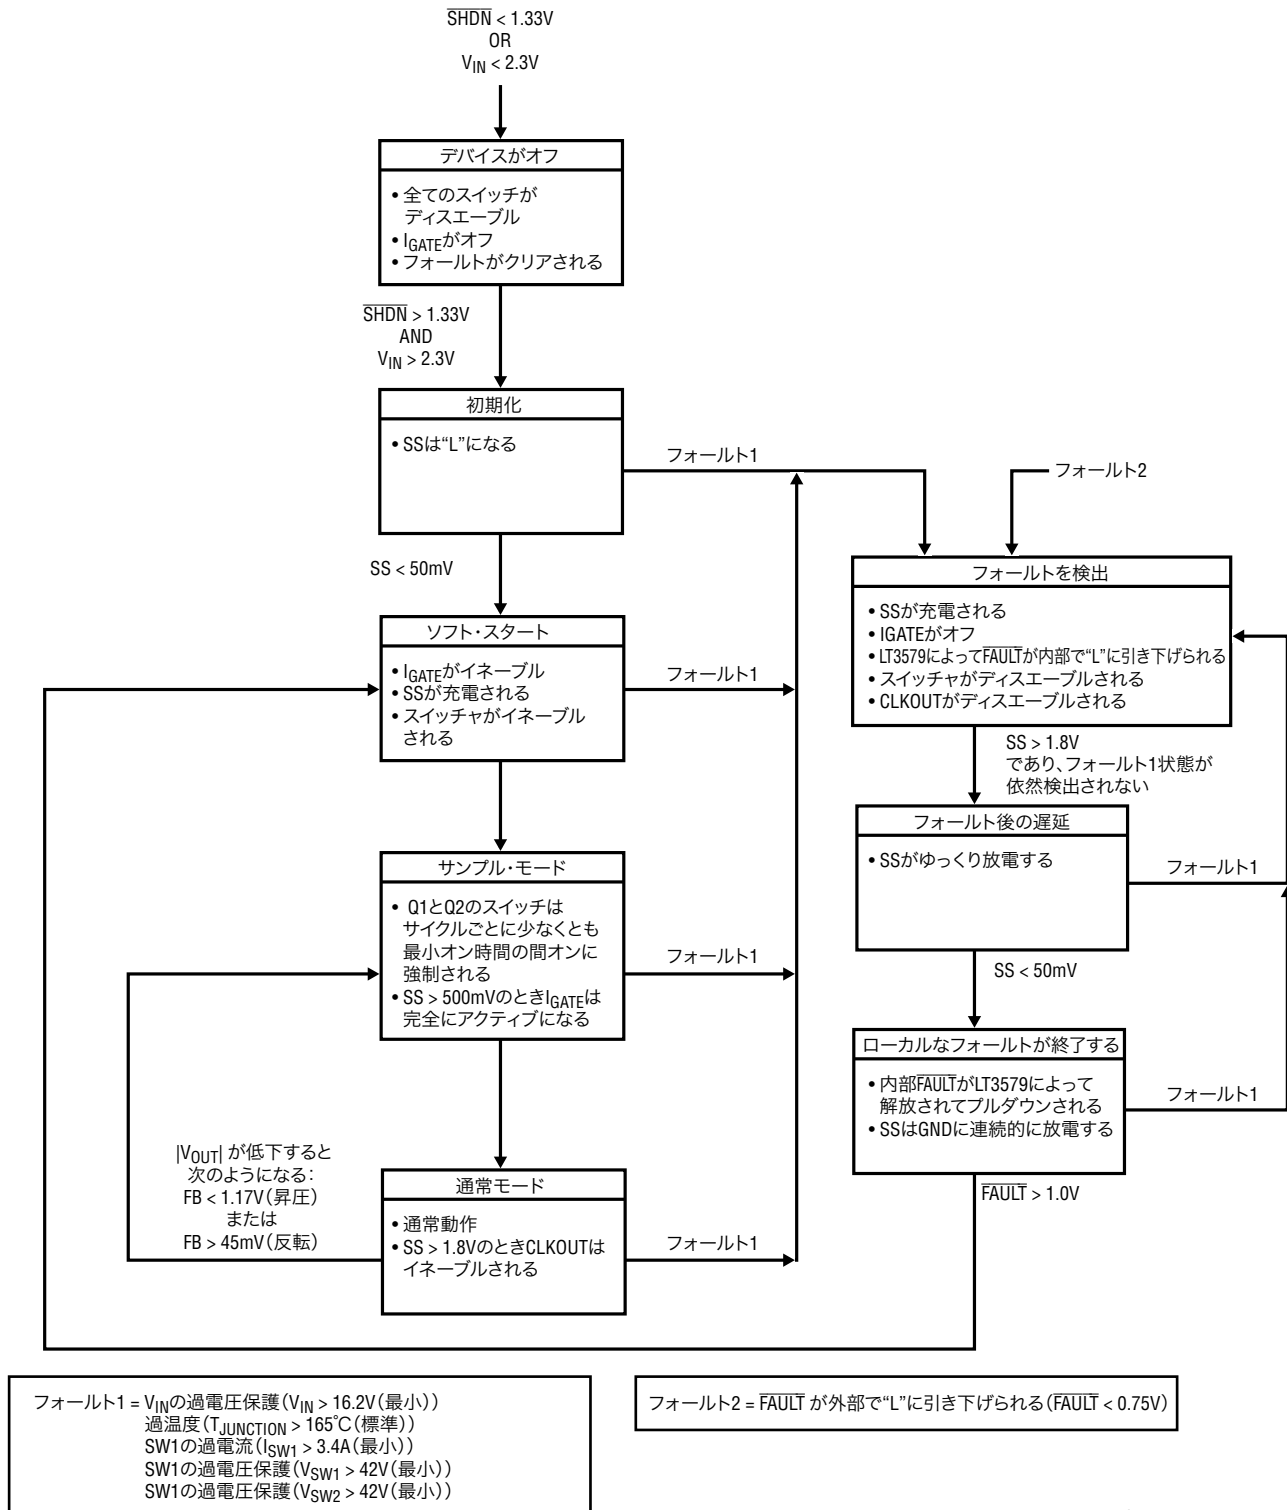 SHDN < 1.33V
OR
VIN < 2.3V
デバイスがオフ
• 全てのスイッチが
ディスエーブル
• IGATEがオフ
• フォールトがクリアされる
SHDN > 1.33V
AND
VIN > 2.3V
初期化
• SSは“L”になる
フォールト1
フォールト2
SS < 50mV
フォールトを検出
• SSが充電される
• IGATEがオフ
• LT3579によってFAULTが内部で“L”に引き下げられる
• スイッチャがディスエーブルされる
• CLKOUTがディスエーブルされる
ソフト・スタート
• IGATEがイネーブル
• SSが充電される
• スイッチャがイネーブル
される
フォールト1
SS > 1.8V
であり、フォールト1状態が
依然検出されない
フォールト後の遅延
• SSがゆっくり放電する
フォールト1
サンプル・モード
• Q1とQ2のスイッチは
サイクルごとに少なくとも
最小オン時間の間オンに
強制される
• SS > 500mVのときIGATEは
完全にアクティブになる
フォールト1
SS < 50mV
ローカルなフォールトが終了する
• 内部FAULTがLT3579によって
解放されてプルダウンされる
• SSはGNDに連続的に放電する
フォールト1
|VOUT| が低下すると
次のようになる：
FB < 1.17V（昇圧）
または
FB > 45mV（反転）
通常モード
• 通常動作
• SS > 1.8VのときCLKOUTは
イネーブルされる
フォールト1
FAULT > 1.0V
フォールト1 = VINの過電圧保護（VIN > 16.2V（最小））
過温度（TJUNCTION > 165℃（標準））
SW1の過電流（ISW1 > 3.4A（最小））
SW1の過電圧保護（VSW1 > 42V（最小））
SW1の過電圧保護（VSW2 > 42V（最小））
フォールト2 = FAULT が外部で“L”に引き下げられる（FAULT < 0.75V）